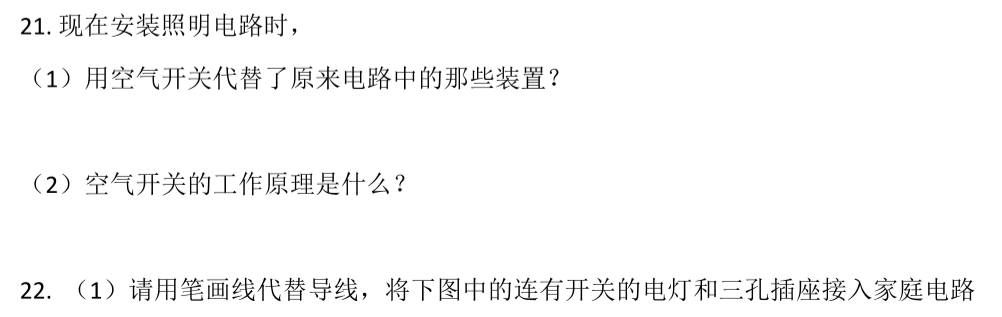 21. 现在安装照明电路时，
（1）用空气开关代替了原来电路中的那些装置？
（2）空气开关的工作原理是什么？
22. （1）请用笔画线代替导线，将下图中的连有开关的电灯和三孔插座接入家庭电路